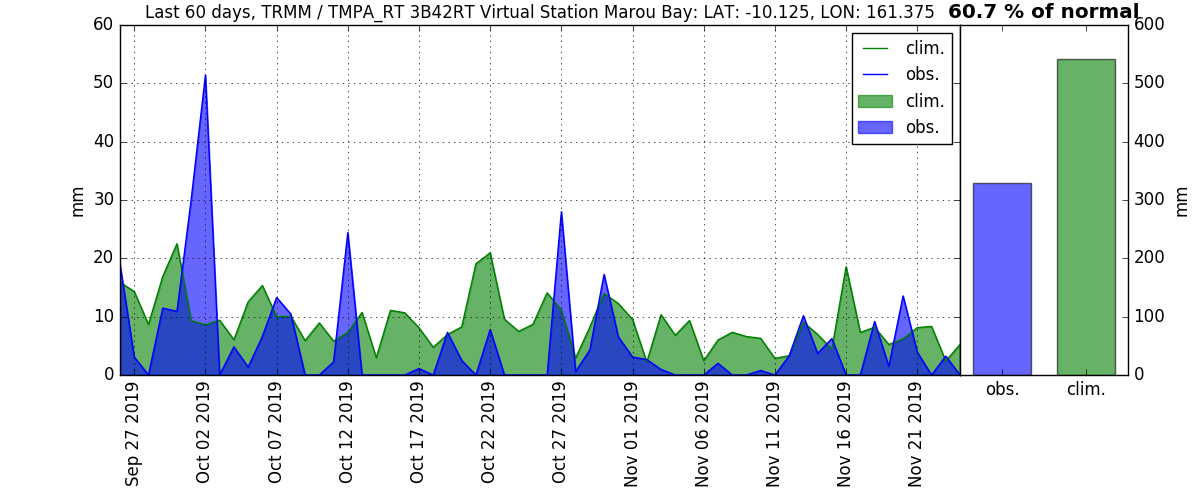 Last 60 days, TRMM / TMPA_RT 3B42RT Virtual Station Marou Bay: LAT: -10.125, LON: 161.375
60.7 % of normal
60
50
40
30
20
10
0
mm
clim.
obs.
clim.
obs.
600
500
400
300
200
100
0
mm
Sep 27 2019
Oct 02 2019
Oct 07 2019
Oct 12 2019
Oct 17 2019
Oct 22 2019
Oct 27 2019
Nov 01 2019
Nov 06 2019
Nov 11 2019
Nov 16 2019
Nov 21 2019
obs.
clim.